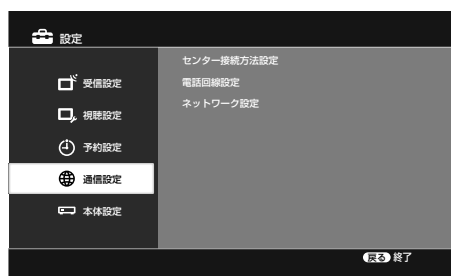 設定
受信設定
視聴設定
予約設定
通信設定
本体設定
センター接続方法設定
電話回線設定
ネットワーク設定
戻る 終了